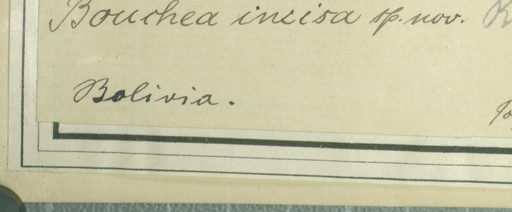 Bouchea incisa sp. nov.
Bolivia.